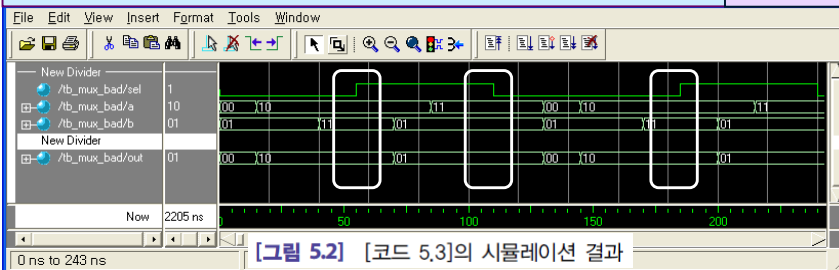 File Edit View Insert Format Tools Window
New Divider
/tb_mux_bad/sel 1
/tb_mux_bad/a 10 00 10 11 00 10 11
/tb_mux_bad/b 01 01 11 01 01 11 01
New Divider
/tb_mux_bad/out 01 00 10 01 00 10 01
Now 2205 ns 50 100 150 200
[그림 5.2] [코드 5.3]의 시뮬레이션 결과
0 ns to 243 ns